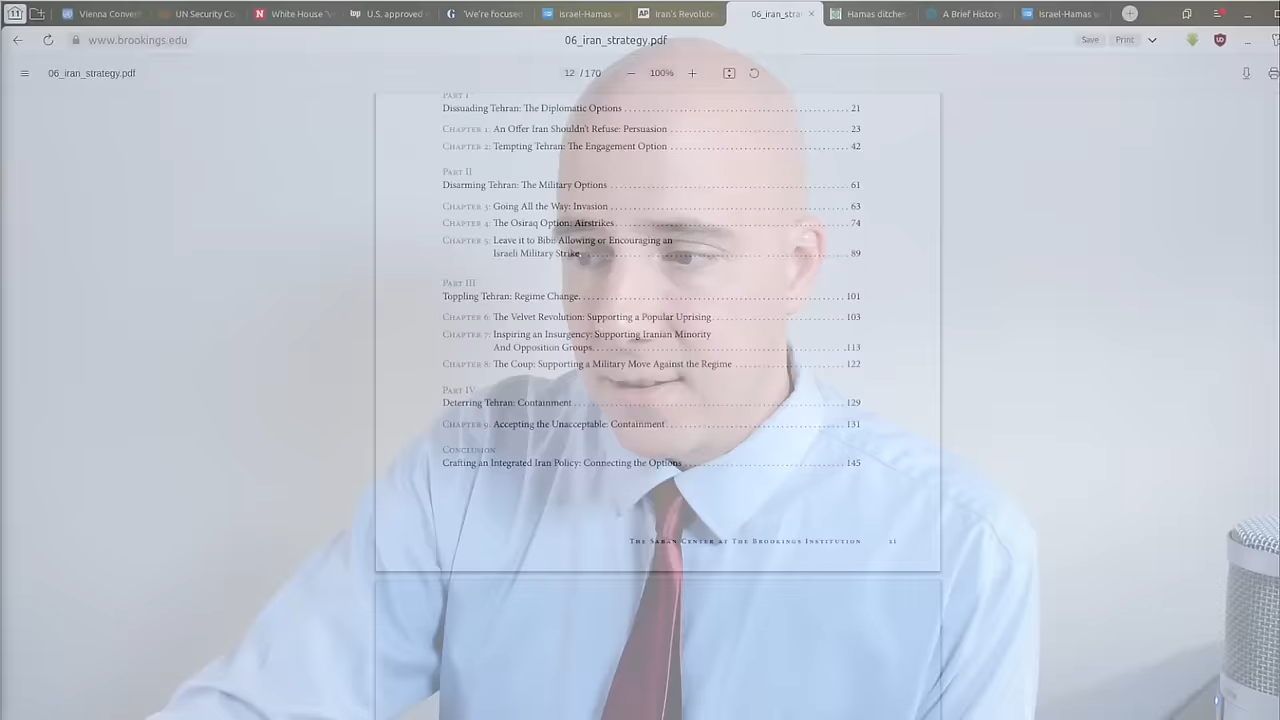 Vienna Conven
UN Security Co
White House 'v
U.S. approved
'We're focused
Israel-Hamas w
Iran's Revolut
06_iran_stra
Hamas ditches
A Brief History
Israel-Hamas w
www.brookings.edu
06_iran_strategy.pdf
Save
Print
06_iran_strategy.pdf
12 / 170
100%
PART I
Dissuading Tehran: The Diplomatic Options 21
CHAPTER 1: An Offer Iran Shouldn't Refuse: Persuasion 23
CHAPTER 2: Tempting Tehran: The Engagement Option 42
PART II
Disarming Tehran: The Military Options 61
CHAPTER 3: Going All the Way: Invasion 63
CHAPTER 4: The Osiraq Option: Airstrikes 74
CHAPTER 5: Leave it to Bibi: Allowing or Encouraging an
Israeli Military Strike 89
PART III
Toppling Tehran: Regime Change 101
CHAPTER 6: The Velvet Revolution: Supporting a Popular Uprising 103
CHAPTER 7: Inspiring an Insurgency: Supporting Iranian Minority
And Opposition Groups 113
CHAPTER 8: The Coup: Supporting a Military Move Against the Regime 122
PART IV
Deterring Tehran: Containment 129
CHAPTER 9: Accepting the Unacceptable: Containment 131
CONCLUSION
Crafting an Integrated Iran Policy: Connecting the Options 145
THE SABAN CENTER AT THE BROOKINGS INSTITUTION xi